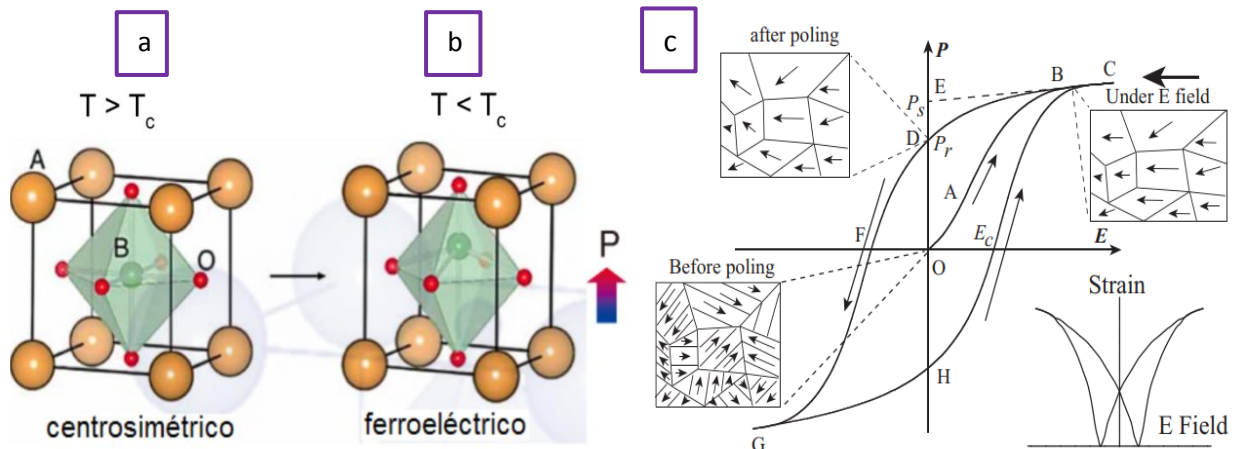 a
T > Tc
A
B
O
centrosimétrico
b
T < Tc
P
ferroeléctrico
c
after poling
P
E
B
C
Ps
Under E field
D
Pr
A
F
Ec
E
O
Before poling
H
G
Strain
E Field